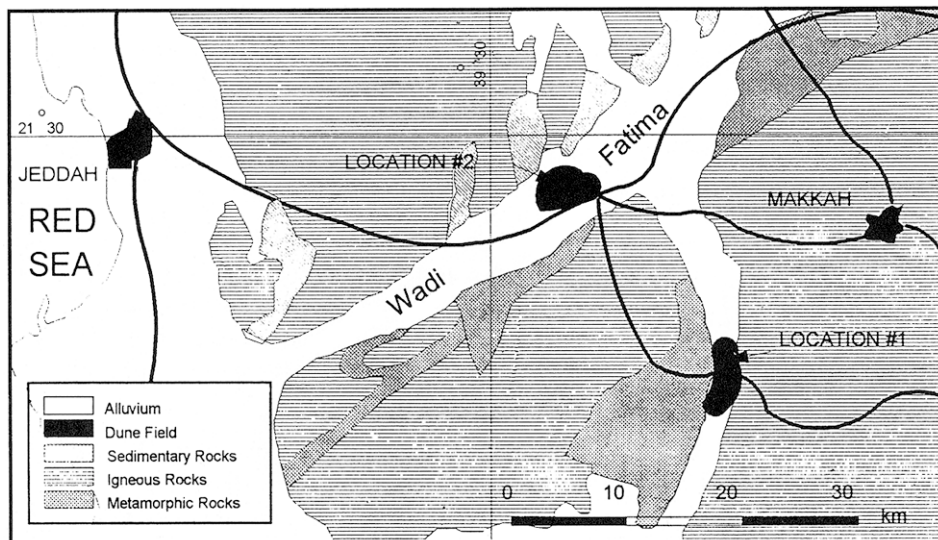 39 30
21 30
JEDDAH
LOCATION #2
Fatima
MAKKAH
RED
SEA
Wadi
LOCATION #1
Alluvium
Dune Field
Sedimentary Rocks
Igneous Rocks
Metamorphic Rocks
0 10 20 30
km